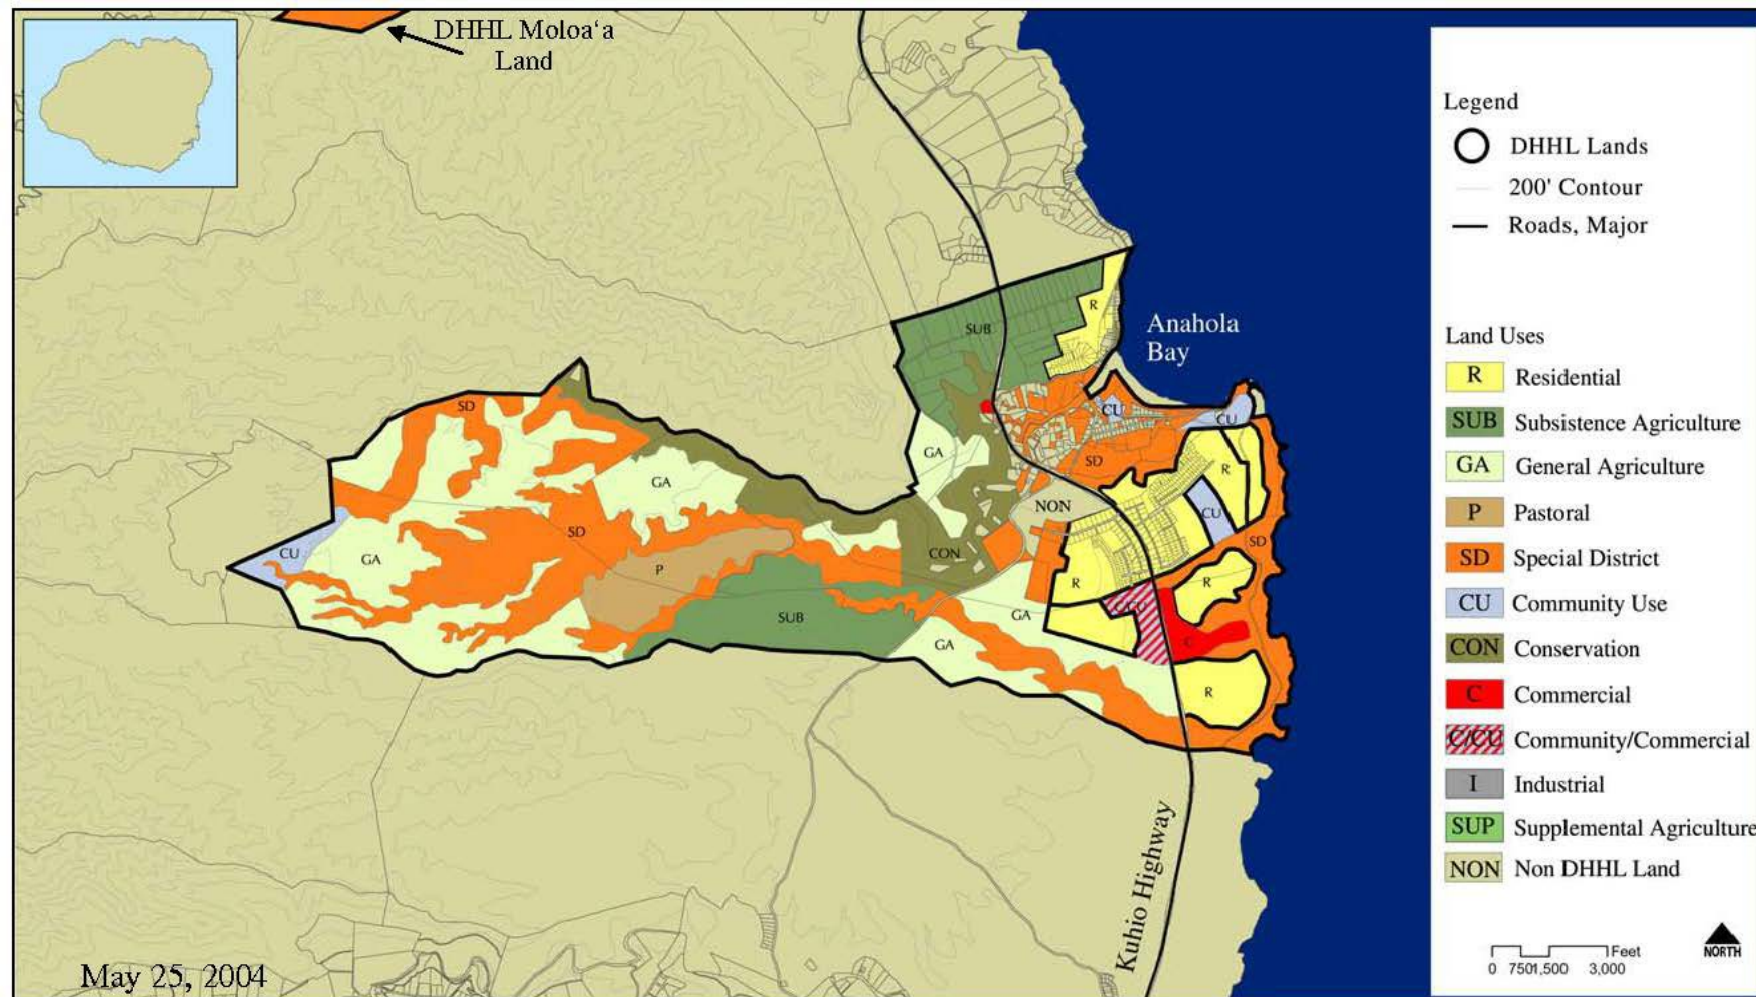 DHHL Moloa‘a
Land
Anahola
Bay
R
SUB
CU
CU
SD
GA
SD
R
GA
NON
CU
SD
CU
GA
SD
CON
SD
P
R
R
GA
SUB
C/CU
GA
C
R
Kuhio Highway
May 25, 2004
Legend
DHHL Lands
200' Contour
Roads, Major
Land Uses
R Residential
SUB Subsistence Agriculture
GA General Agriculture
P Pastoral
SD Special District
CU Community Use
CON Conservation
C Commercial
C/CU Community/Commercial
I Industrial
SUP Supplemental Agriculture
NON Non DHHL Land
Feet
0 750 1,500 3,000
NORTH